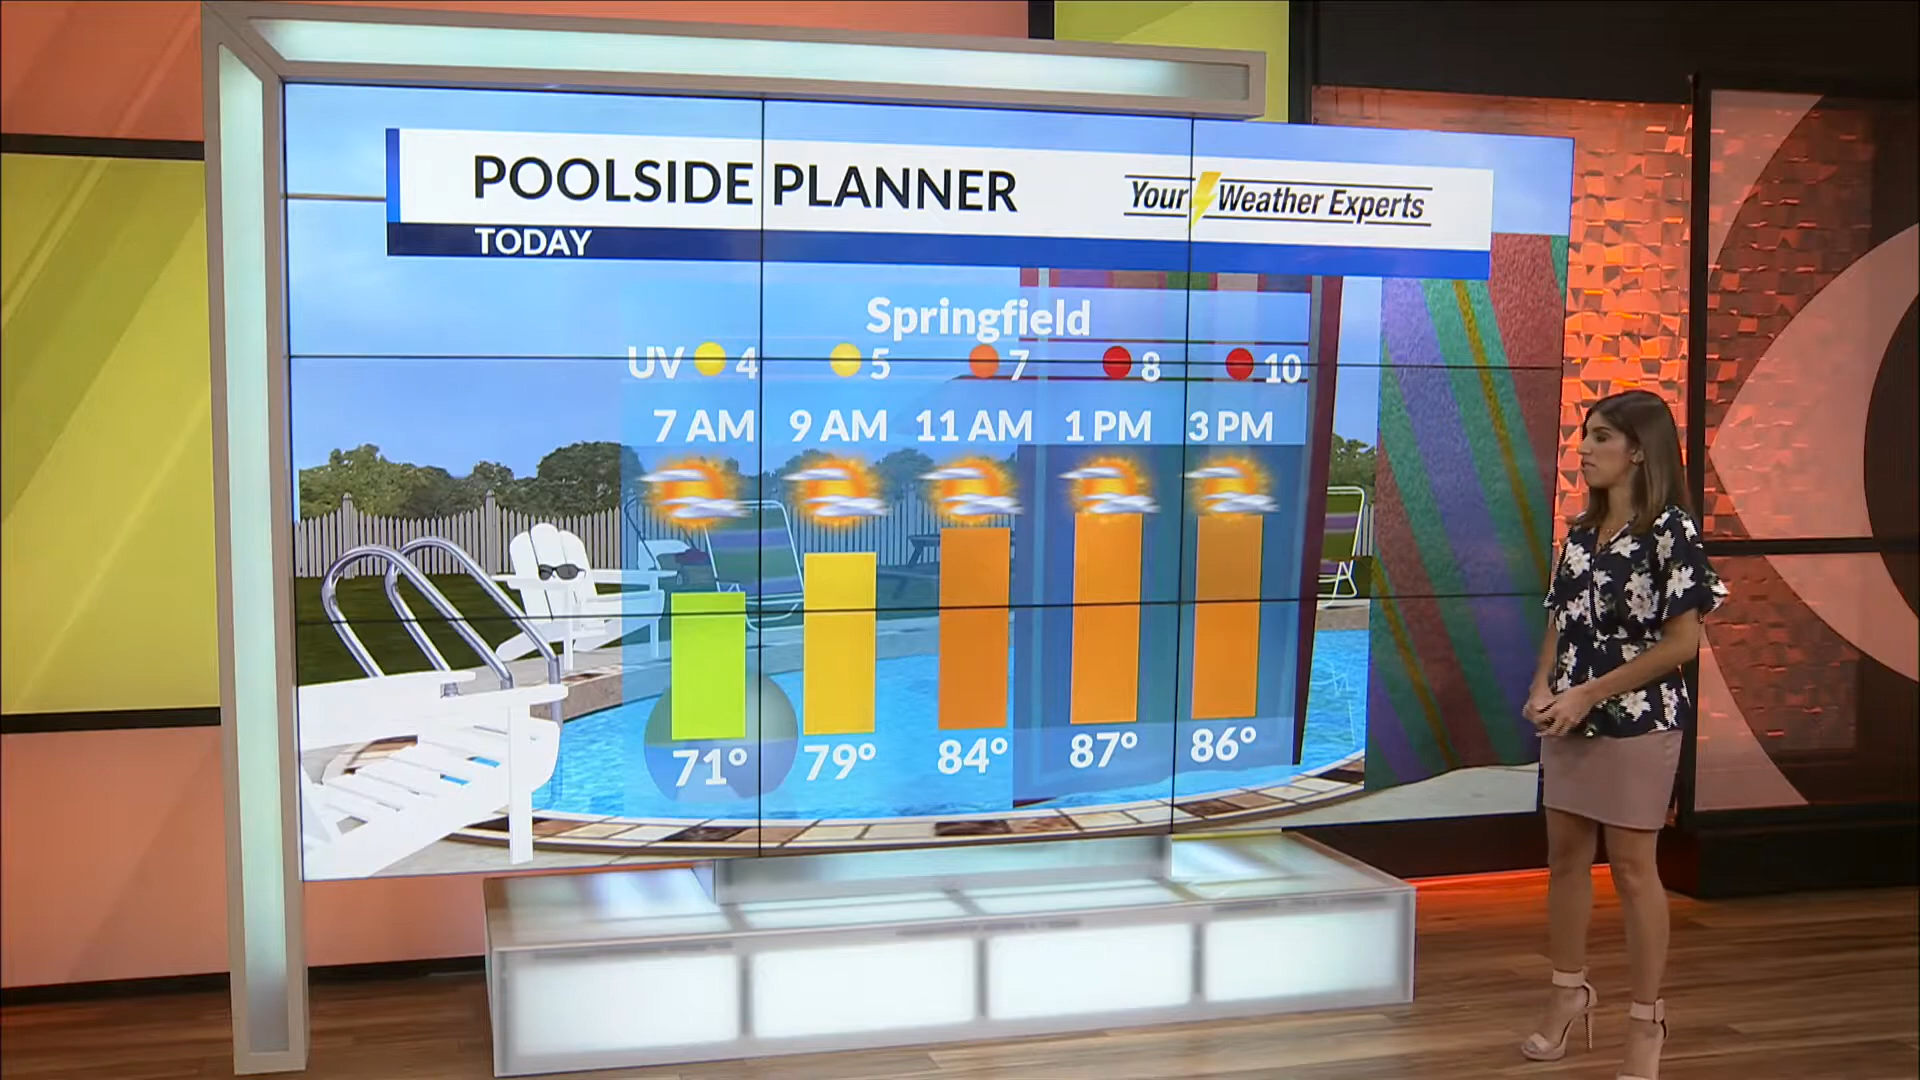 POOLSIDE PLANNER
Your Weather Experts
TODAY
Springfield
UV 4 5 7 8 10
7 AM 9 AM 11 AM 1 PM 3 PM
71° 79° 84° 87° 86°